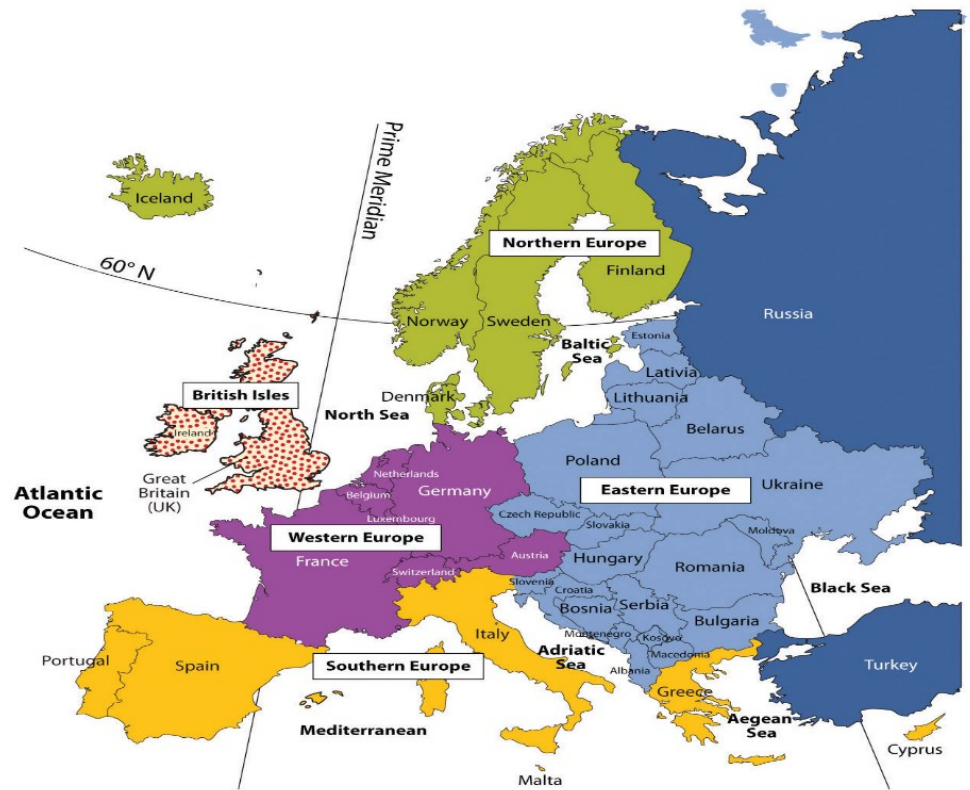 Iceland
Prime Meridian
60° N
Northern Europe
Finland
Russia
Norway
Sweden
Estonia
Baltic
Sea
Lativia
British Isles
Denmark
Lithuania
North Sea
Belarus
Ireland
Poland
Netherlands
Great
Britain
(UK)
Germany
Ukraine
Eastern Europe
Atlantic
Ocean
Belgium
Czech Republic
Luxembourg
Slovakia
Moldova
Western Europe
Austria
Hungary
France
Switzerland
Romania
Slovenia
Croatia
Black Sea
Bosnia
Serbia
Bulgaria
Italy
Montenegro
Kosovo
Adriatic
Sea
Macedonia
Portugal
Spain
Southern Europe
Albania
Turkey
Greece
Mediterranean
Aegean
Sea
Cyprus
Malta